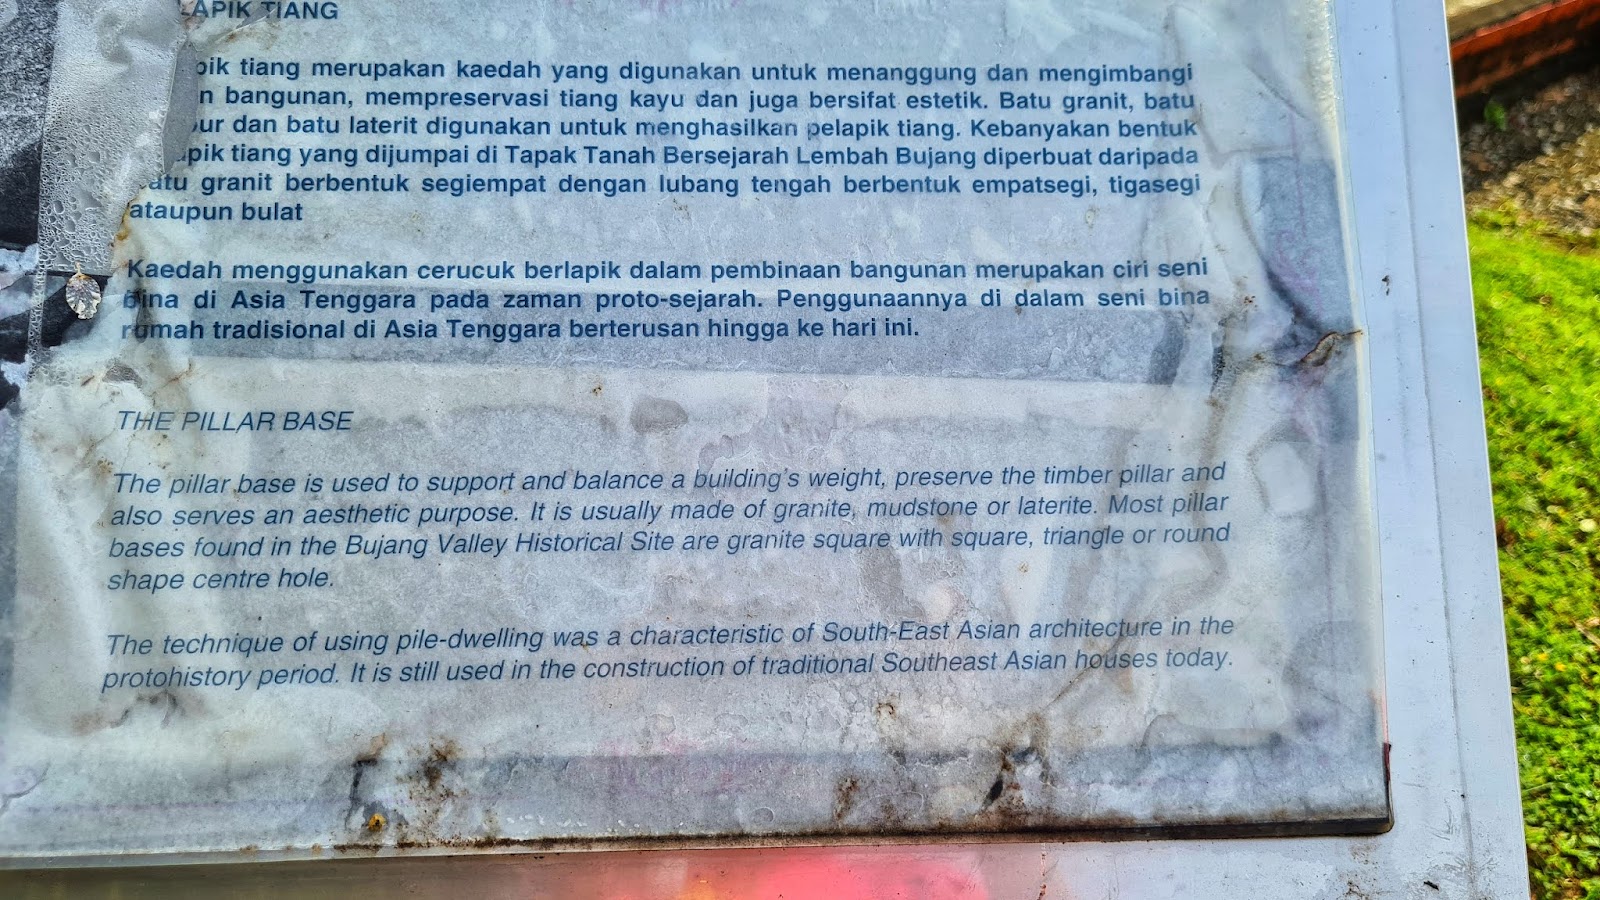 LAPIK TIANG
pik tiang merupakan kaedah yang digunakan untuk menanggung dan mengimbangi
n bangunan, mempreservasi tiang kayu dan juga bersifat estetik. Batu granit, batu
ur dan batu laterit digunakan untuk menghasilkan pelapik tiang. Kebanyakan bentuk
apik tiang yang dijumpai di Tapak Tanah Bersejarah Lembah Bujang diperbuat daripada
batu granit berbentuk segiempat dengan lubang tengah berbentuk empatsegi, tigasegi
ataupun bulat
Kaedah menggunakan cerucuk berlapik dalam pembinaan bangunan merupakan ciri seni
bina di Asia Tenggara pada zaman proto-sejarah. Penggunaannya di dalam seni bina
rumah tradisional di Asia Tenggara berterusan hingga ke hari ini.
THE PILLAR BASE
The pillar base is used to support and balance a building's weight, preserve the timber pillar and
also serves an aesthetic purpose. It is usually made of granite, mudstone or laterite. Most pillar
bases found in the Bujang Valley Historical Site are granite square with square, triangle or round
shape centre hole.
The technique of using pile-dwelling was a characteristic of South-East Asian architecture in the
protohistory period. It is still used in the construction of traditional Southeast Asian houses today.